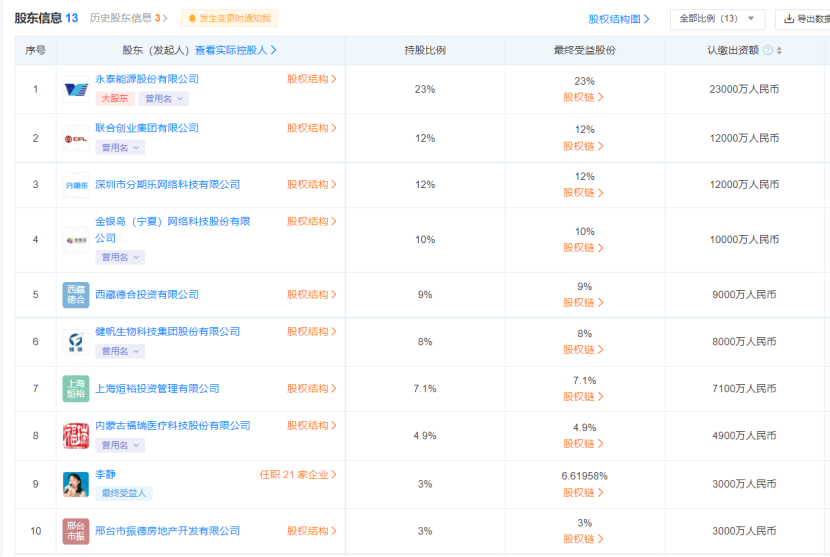 股东信息 13 历史股东信息 3 > 发生变更时通知我 股权结构图 > 全部比例（13） 导出数据
序号 股东（发起人）查看实际控股人 > 持股比例 最终受益股份 认缴出资额
1 永泰能源股份有限公司 股权结构 > 23% 23% 23000万人民币
大股东 曾用名 股权链 >
2 CFL 联合创业集团有限公司 股权结构 > 12% 12% 12000万人民币
曾用名 股权链 >
3 分期乐 深圳市分期乐网络科技有限公司 股权结构 > 12% 12% 12000万人民币
股权链 >
4 金银岛（宁夏）网络科技股份有限 股权结构 > 10% 10% 10000万人民币
公司 股权链 >
曾用名
5 西藏 西藏德合投资有限公司 股权结构 > 9% 9% 9000万人民币
德合 股权链 >
6 健帆生物科技集团股份有限公司 股权结构 > 8% 8% 8000万人民币
曾用名 股权链 >
7 上海 上海烜裕投资管理有限公司 股权结构 > 7.1% 7.1% 7100万人民币
烜裕 股权链 >
8 内蒙古福瑞医疗科技股份有限公司 股权结构 > 4.9% 4.9% 4900万人民币
曾用名 股权链 >
9 李静 任职 21 家企业 > 3% 6.61958% 3000万人民币
最终受益人 股权链 >
10 邢台 邢台市振德房地产开发有限公司 股权结构 > 3% 3% 3000万人民币
市振 股权链 >